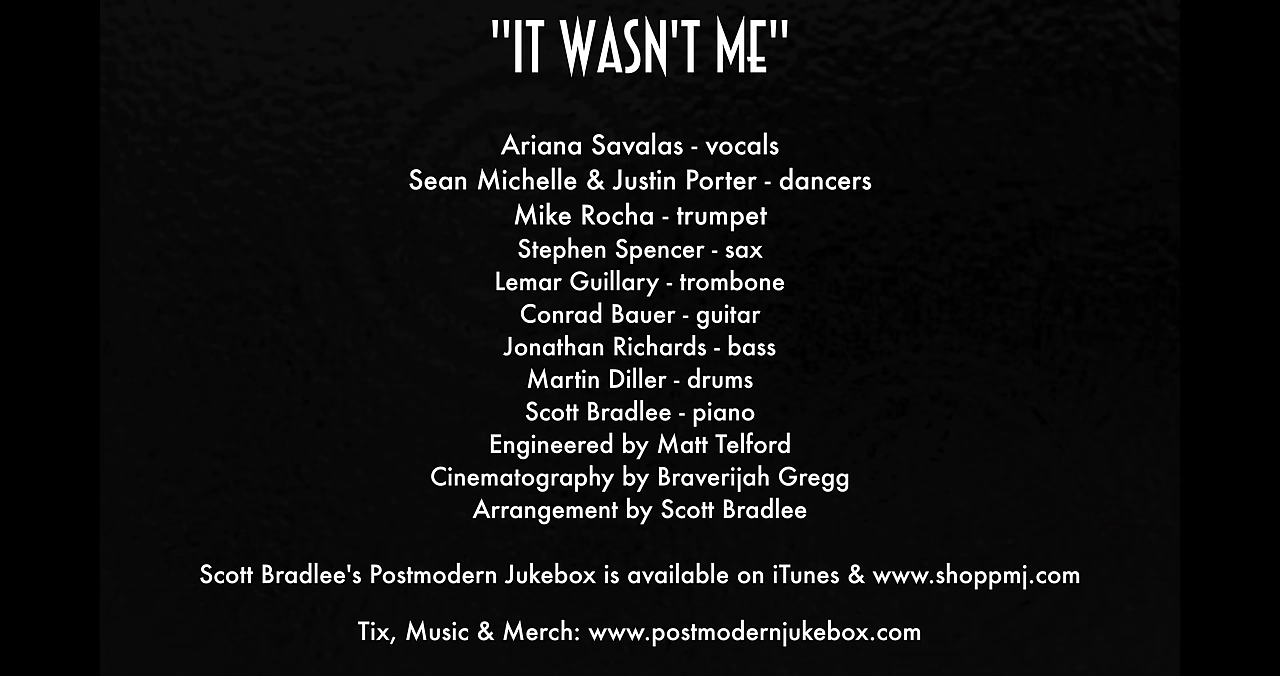 "IT WASN'T ME"
Ariana Savalas - vocals
Sean Michelle & Justin Porter - dancers
Mike Rocha - trumpet
Stephen Spencer - sax
Lemar Guillary - trombone
Conrad Bauer - guitar
Jonathan Richards - bass
Martin Diller - drums
Scott Bradlee - piano
Engineered by Matt Telford
Cinematography by Braverijah Gregg
Arrangement by Scott Bradlee
Scott Bradlee's Postmodern Jukebox is available on iTunes & www.shoppmj.com
Tix, Music & Merch: www.postmodernjukebox.com